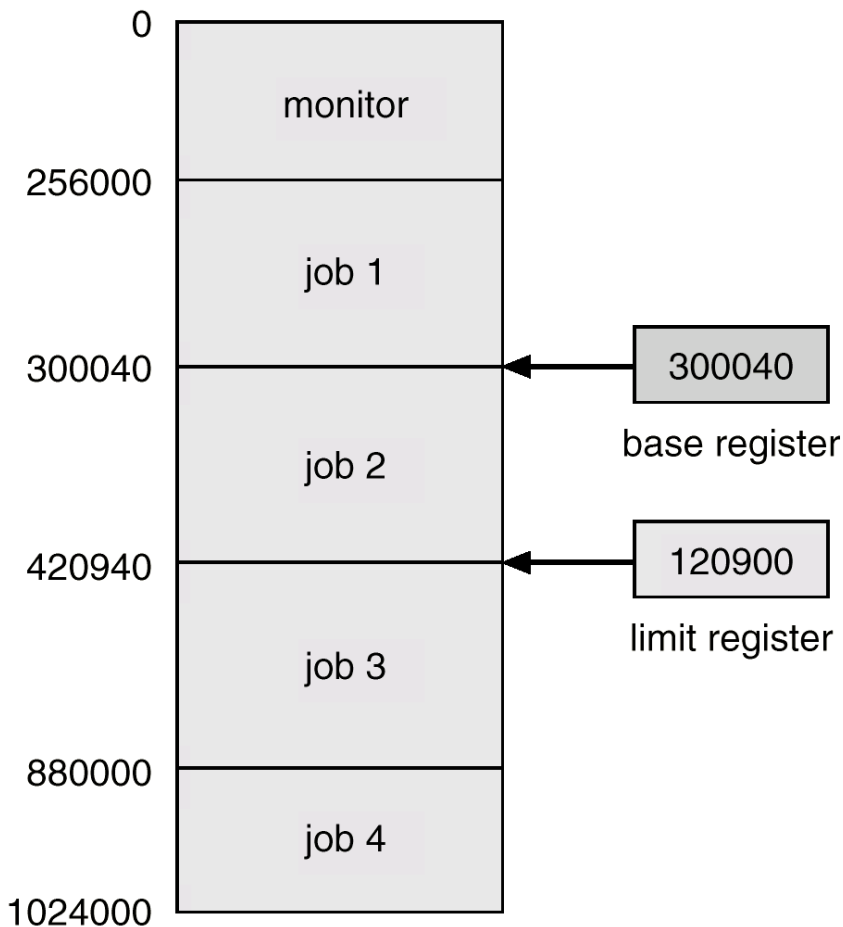 0
monitor
256000
job 1
300040
300040
base register
job 2
420940
120900
limit register
job 3
880000
job 4
1024000